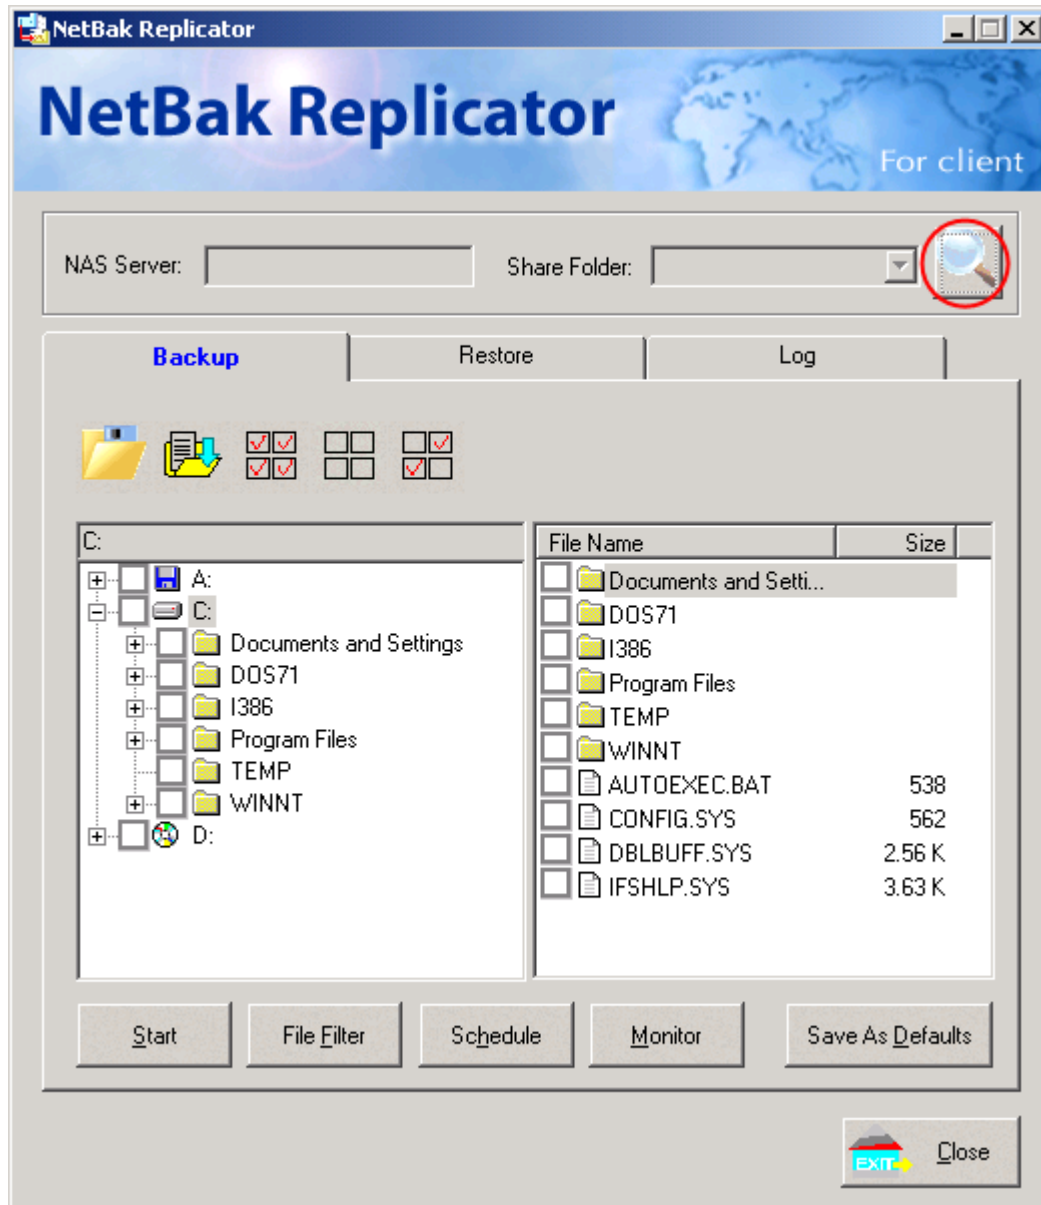 NetBak Replicator
NetBak Replicator
For client
NAS Server:
Share Folder:
Backup
Restore
Log
C:
A:
C:
Documents and Settings
DOS71
I386
Program Files
TEMP
WINNT
D:
File Name Size
Documents and Setti...
DOS71
I386
Program Files
TEMP
WINNT
AUTOEXEC.BAT 538
CONFIG.SYS 562
DBLBUFF.SYS 2.56 K
IFSHLP.SYS 3.63 K
Start
File Filter
Schedule
Monitor
Save As Defaults
EXIT
Close